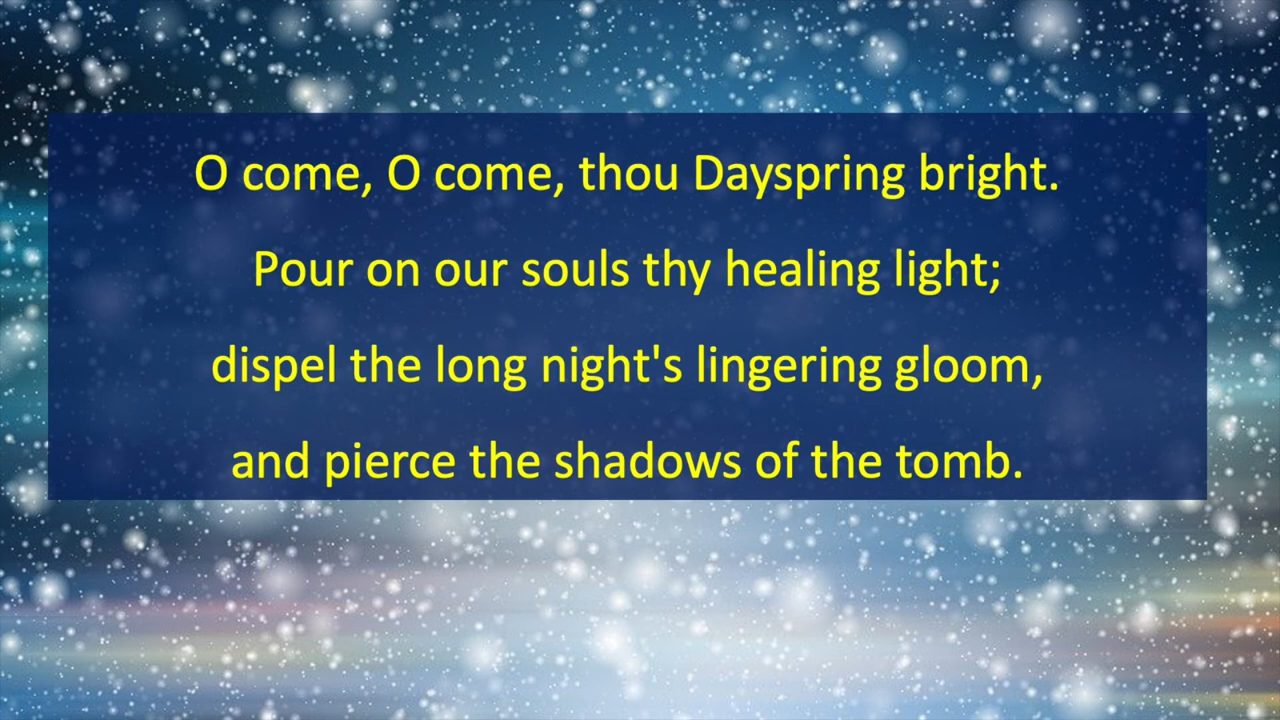 O come, O come, thou Dayspring bright.
Pour on our souls thy healing light;
dispel the long night's lingering gloom,
and pierce the shadows of the tomb.